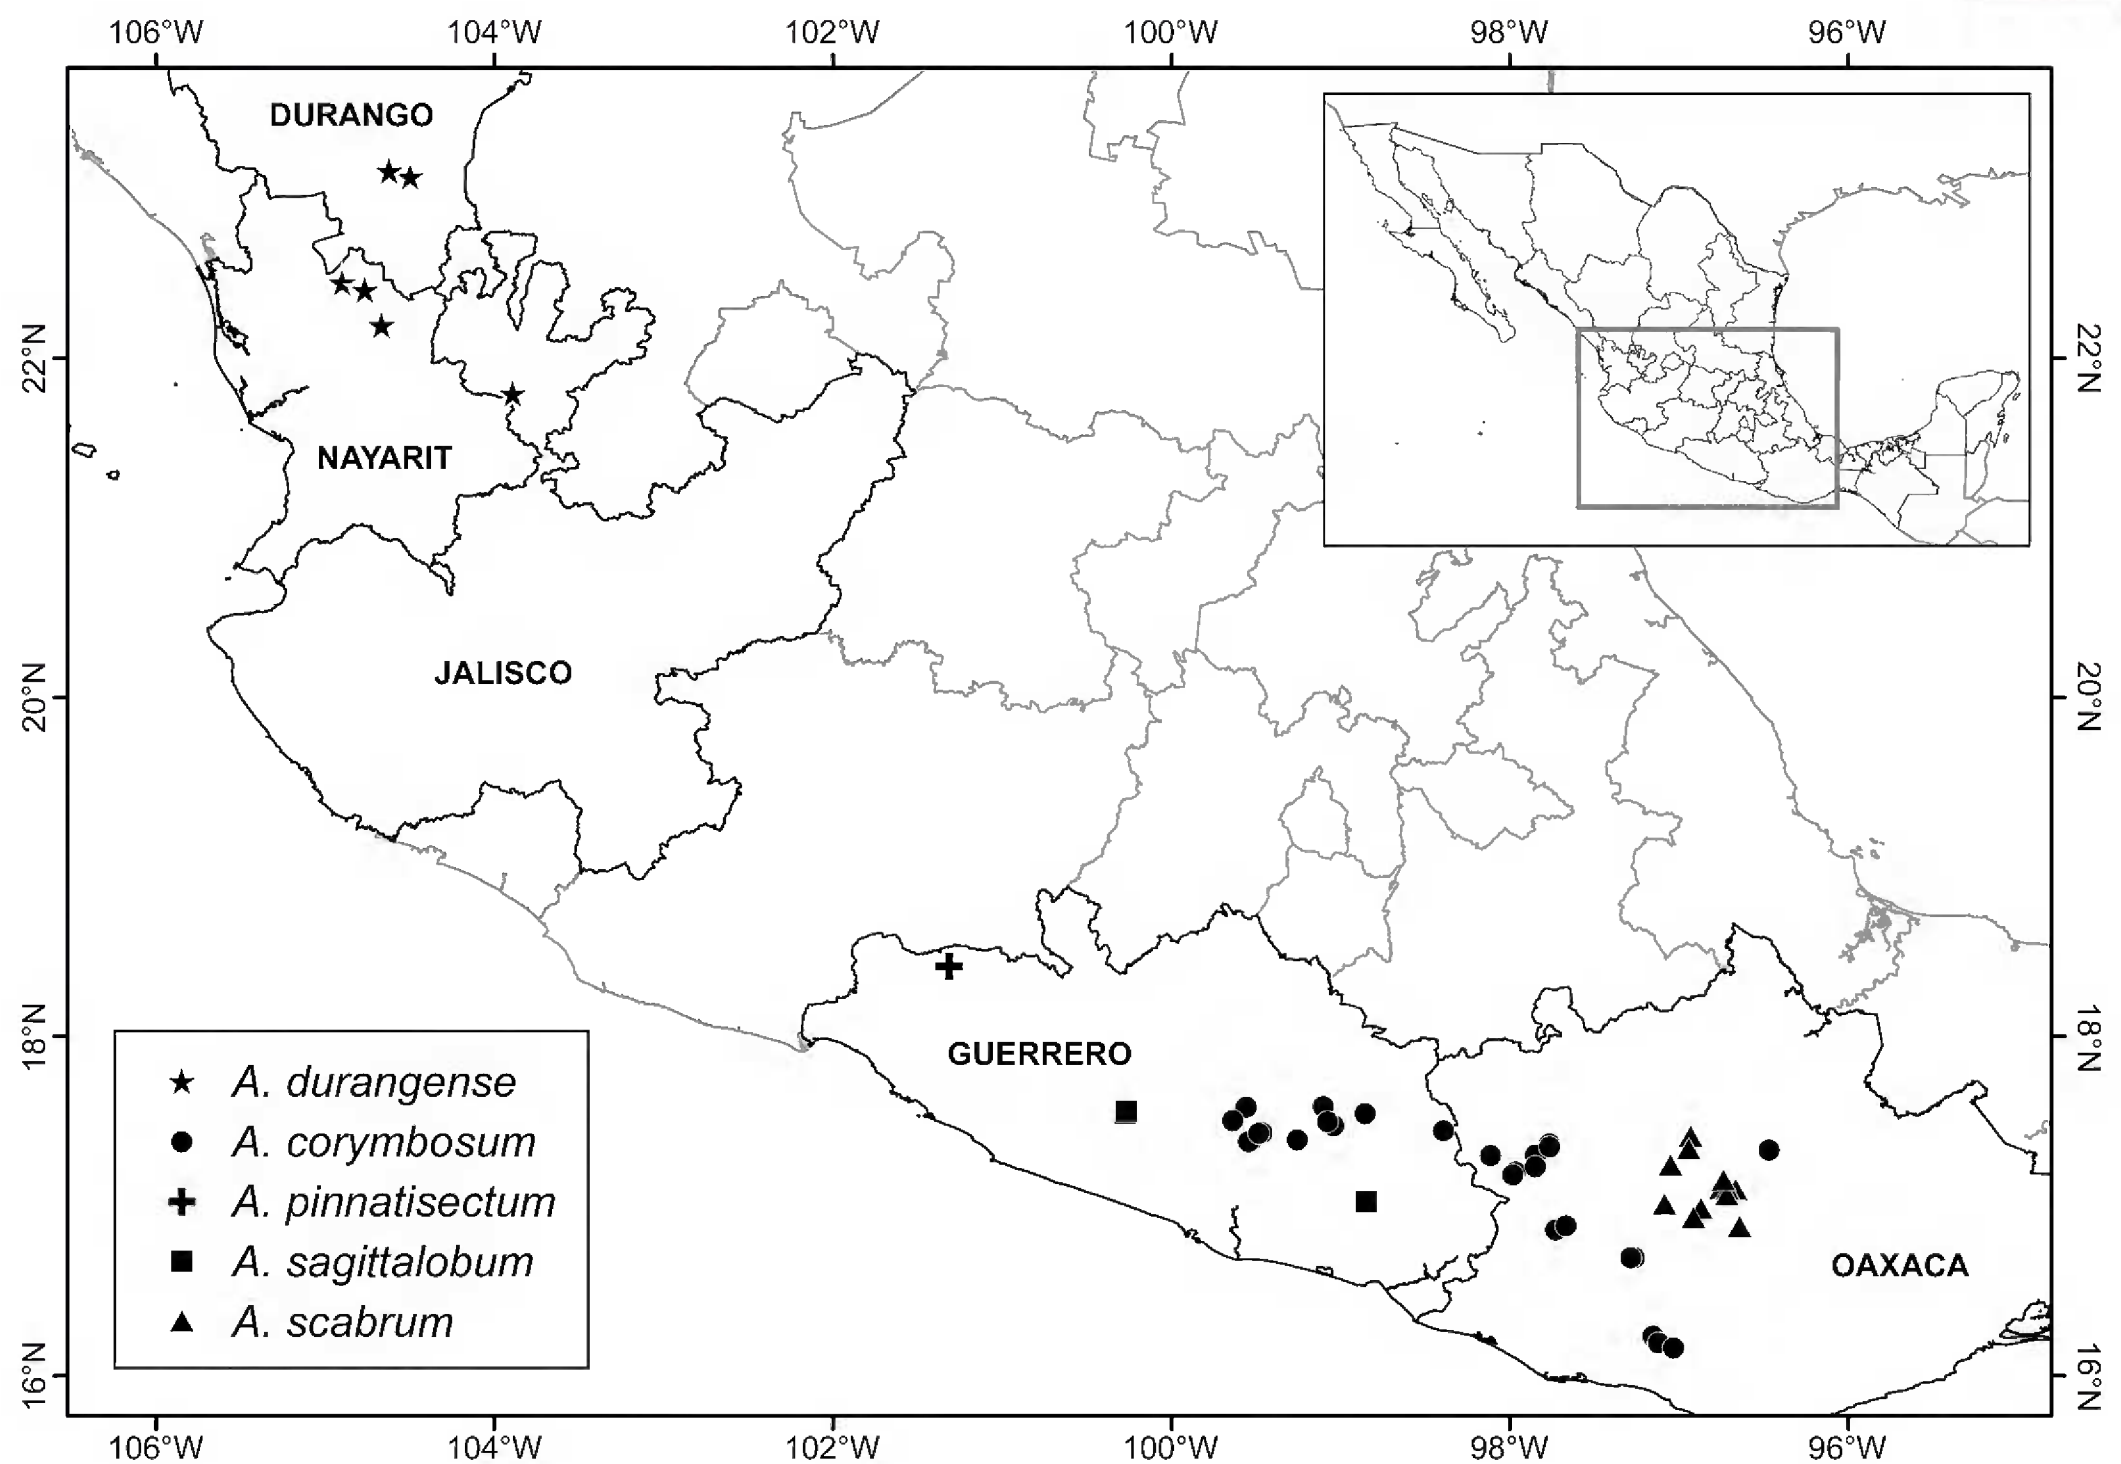 106°W 104°W 102°W 100°W 98°W 96°W
DURANGO
22°N
22°N
NAYARIT
JALISCO
20°N
20°N
18°N
18°N
GUERRERO
A. durangense
A. corymbosum
A. pinnatisectum
A. sagittalobum
A. scabrum
OAXACA
16°N
16°N
106°W 104°W 102°W 100°W 98°W 96°W